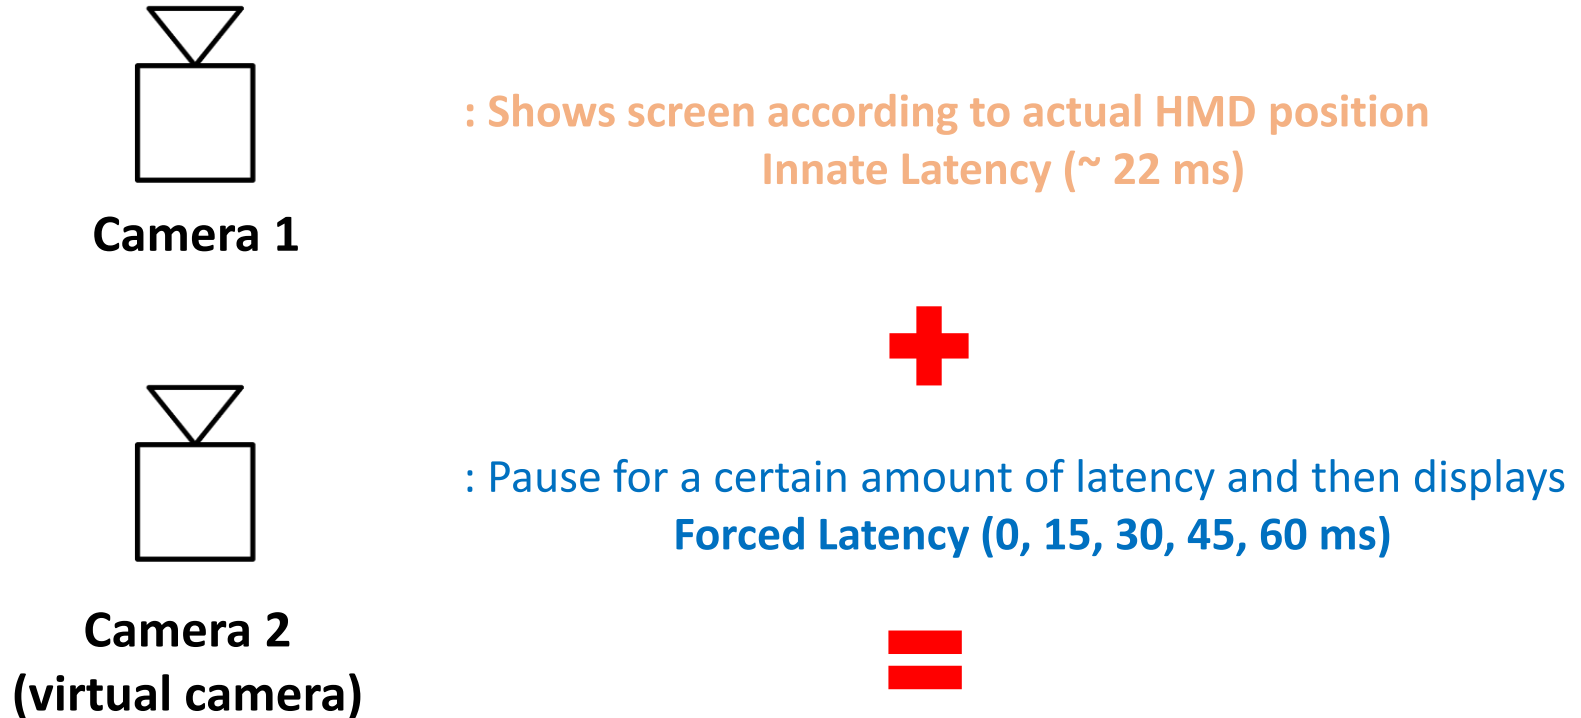 : Shows screen according to actual HMD position
Innate Latency (~ 22 ms)
Camera 1
: Pause for a certain amount of latency and then displays
Forced Latency (0, 15, 30, 45, 60 ms)
Camera 2
(virtual camera)